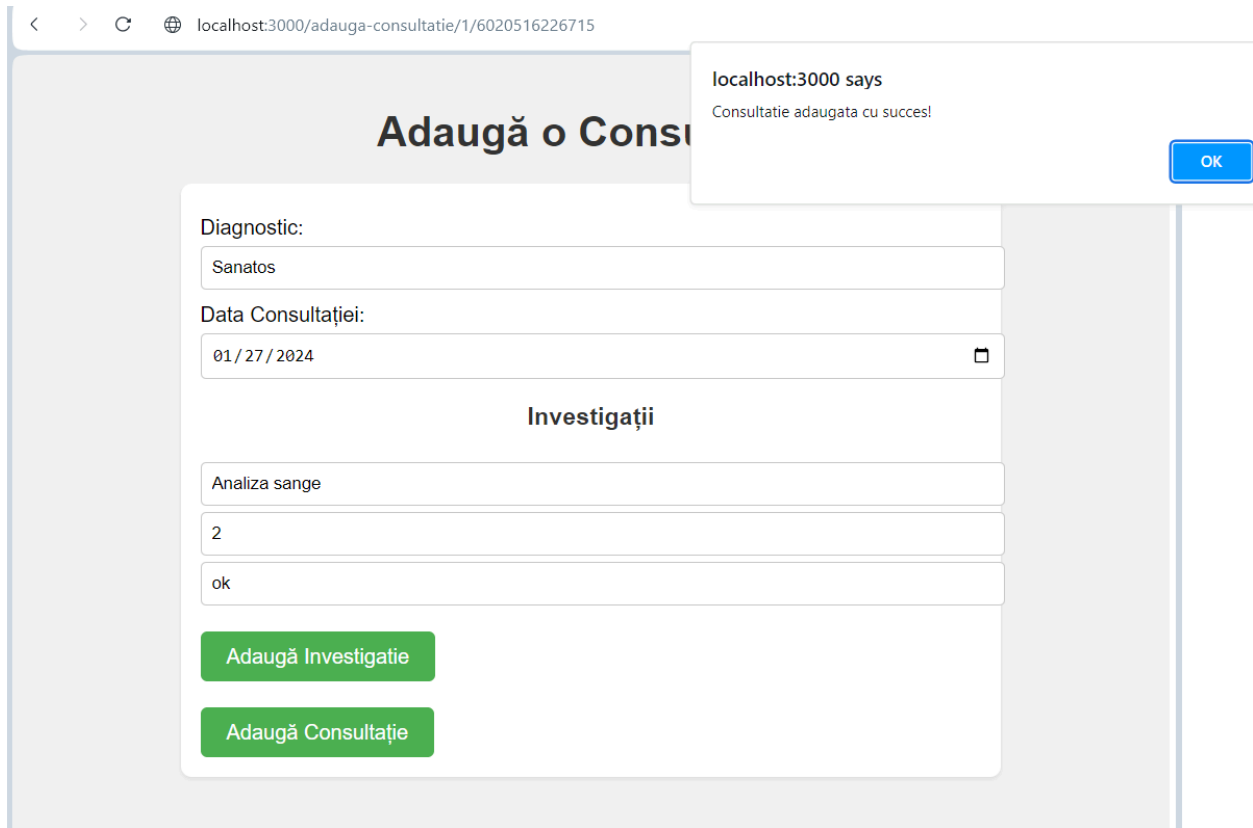 localhost:3000/adauga-consultatie/1/6020516226715
localhost:3000 says
Consultatie adaugata cu succes!
OK
Adaugă o
Diagnostic:
Sanatos
Data Consultației:
01/27/2024
Investigații
Analiza sange
2
ok
Adaugă Investigatie
Adaugă Consultație